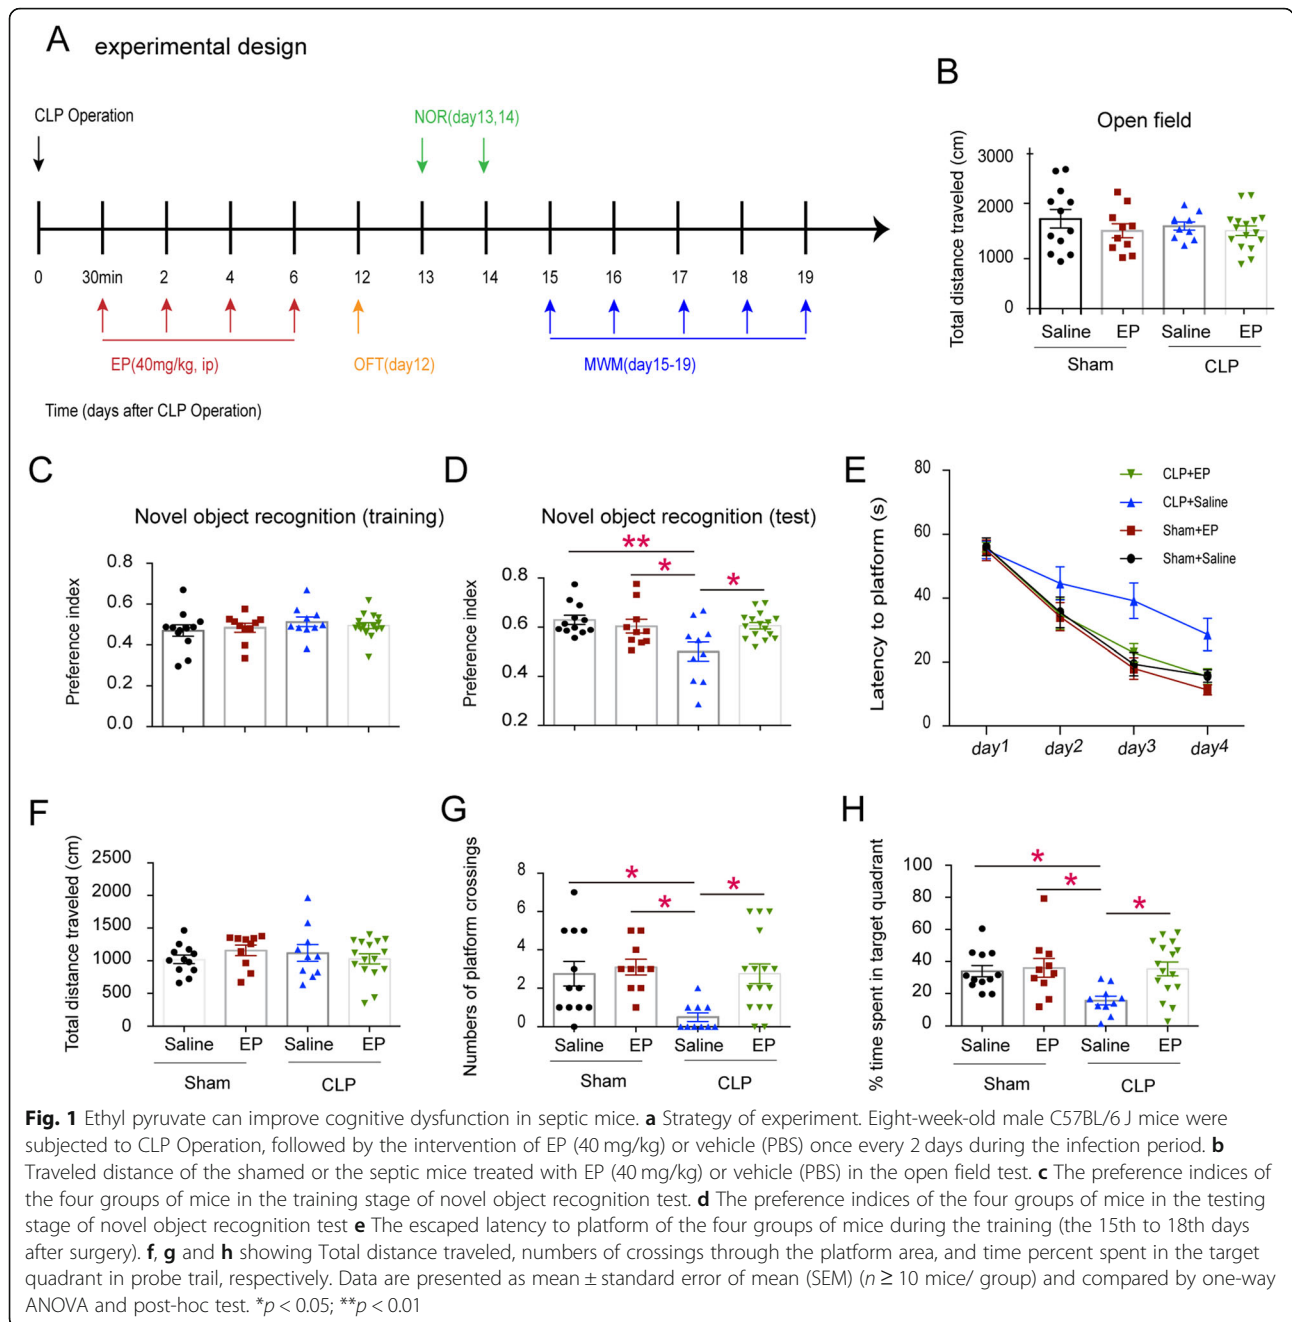 A experimental design
CLP Operation
NOR(day13,14)
0 30min 2 4 6 12 13 14 15 16 17 18 19
EP(40mg/kg, ip)
OFT(day12)
MWM(day15-19)
Time (days after CLP Operation)
B
Open field
Total distance traveled (cm)
3000
2000
1000
0
Saline EP Saline EP
Sham CLP
C
Novel object recognition (training)
Preference index
0.8
0.6
0.4
0.2
0.0
D
Novel object recognition (test)
Preference index
0.8
0.6
0.4
0.2
** * *
E
Latency to platform (s)
80
60
40
20
0
day1 day2 day3 day4
CLP+EP
CLP+Saline
Sham+EP
Sham+Saline
F
Total distance traveled (cm)
2500
2000
1500
1000
500
0
Saline EP Saline EP
Sham CLP
G
Numbers of platform crossings
8
6
4
2
0
* * *
Saline EP Saline EP
Sham CLP
H
% time spent in target quadrant
100
80
60
40
20
0
* * *
Saline EP Saline EP
Sham CLP
Fig. 1 Ethyl pyruvate can improve cognitive dysfunction in septic mice. a Strategy of experiment. Eight-week-old male C57BL/6 J mice were
subjected to CLP Operation, followed by the intervention of EP (40 mg/kg) or vehicle (PBS) once every 2 days during the infection period. b
Traveled distance of the shamed or the septic mice treated with EP (40 mg/kg) or vehicle (PBS) in the open field test. c The preference indices of
the four groups of mice in the training stage of novel object recognition test. d The preference indices of the four groups of mice in the testing
stage of novel object recognition test e The escaped latency to platform of the four groups of mice during the training (the 15th to 18th days
after surgery). f, g and h showing Total distance traveled, numbers of crossings through the platform area, and time percent spent in the target
quadrant in probe trail, respectively. Data are presented as mean ± standard error of mean (SEM) (n ≥ 10 mice/ group) and compared by one-way
ANOVA and post-hoc test. *p < 0.05; **p < 0.01